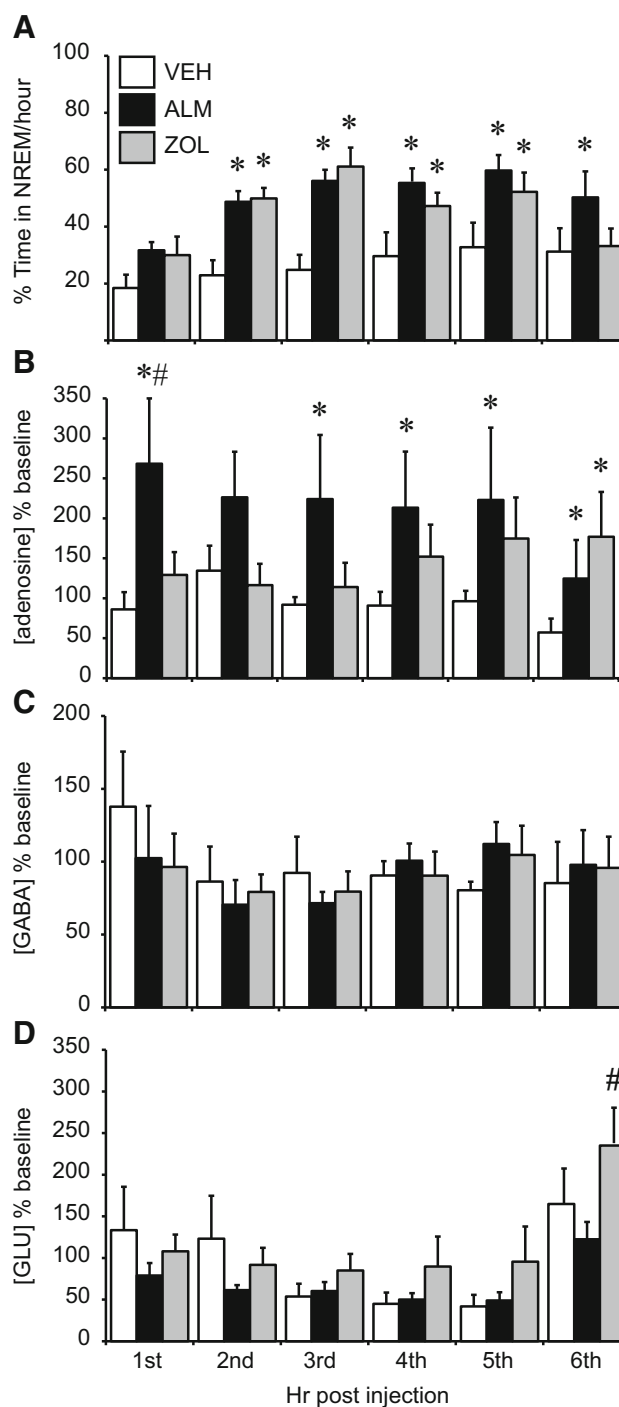 A
% Time in NREM/hour
100
80
60
40
20
VEH
ALM
ZOL
* * * * * * * * *
B
[adenosine] % baseline
350
300
250
200
150
100
50
0
*# * * * * *
C
[GABA] % baseline
200
150
100
50
0
D
[GLU] % baseline
350
300
250
200
150
100
50
0
#
1st 2nd 3rd 4th 5th 6th
Hr post injection